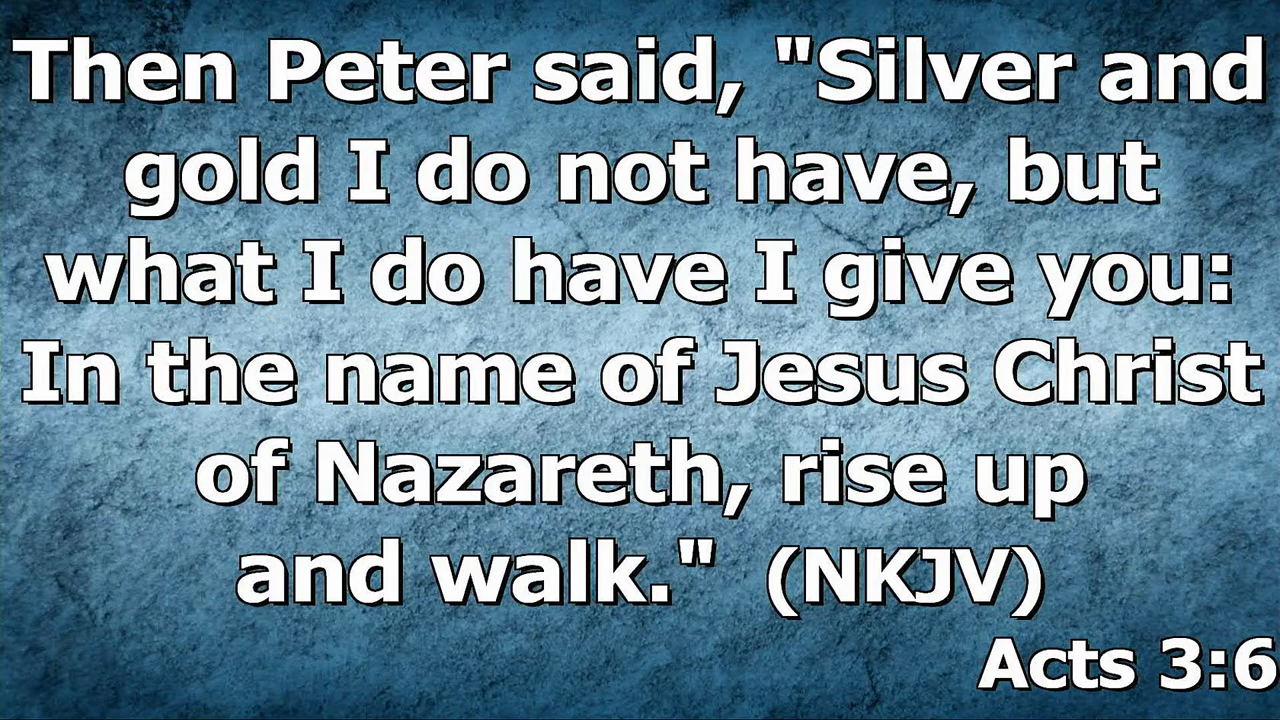 Then Peter said, "Silver and
gold I do not have, but
what I do have I give you:
In the name of Jesus Christ
of Nazareth, rise up
and walk." (NKJV)
Acts 3:6